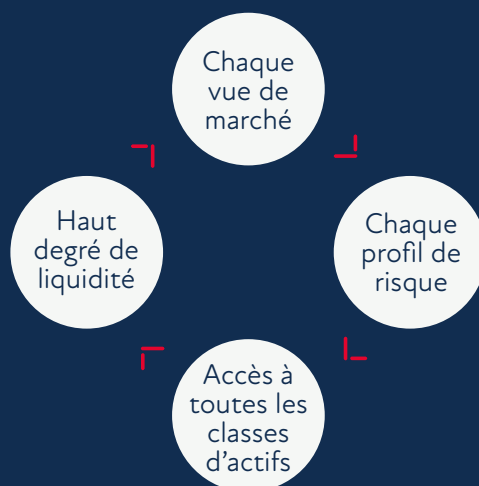 Chaque
vue de
marché
Haut
degré de
liquidité
Chaque
profil de
risque
Accès à
toutes les
classes
d’actifs